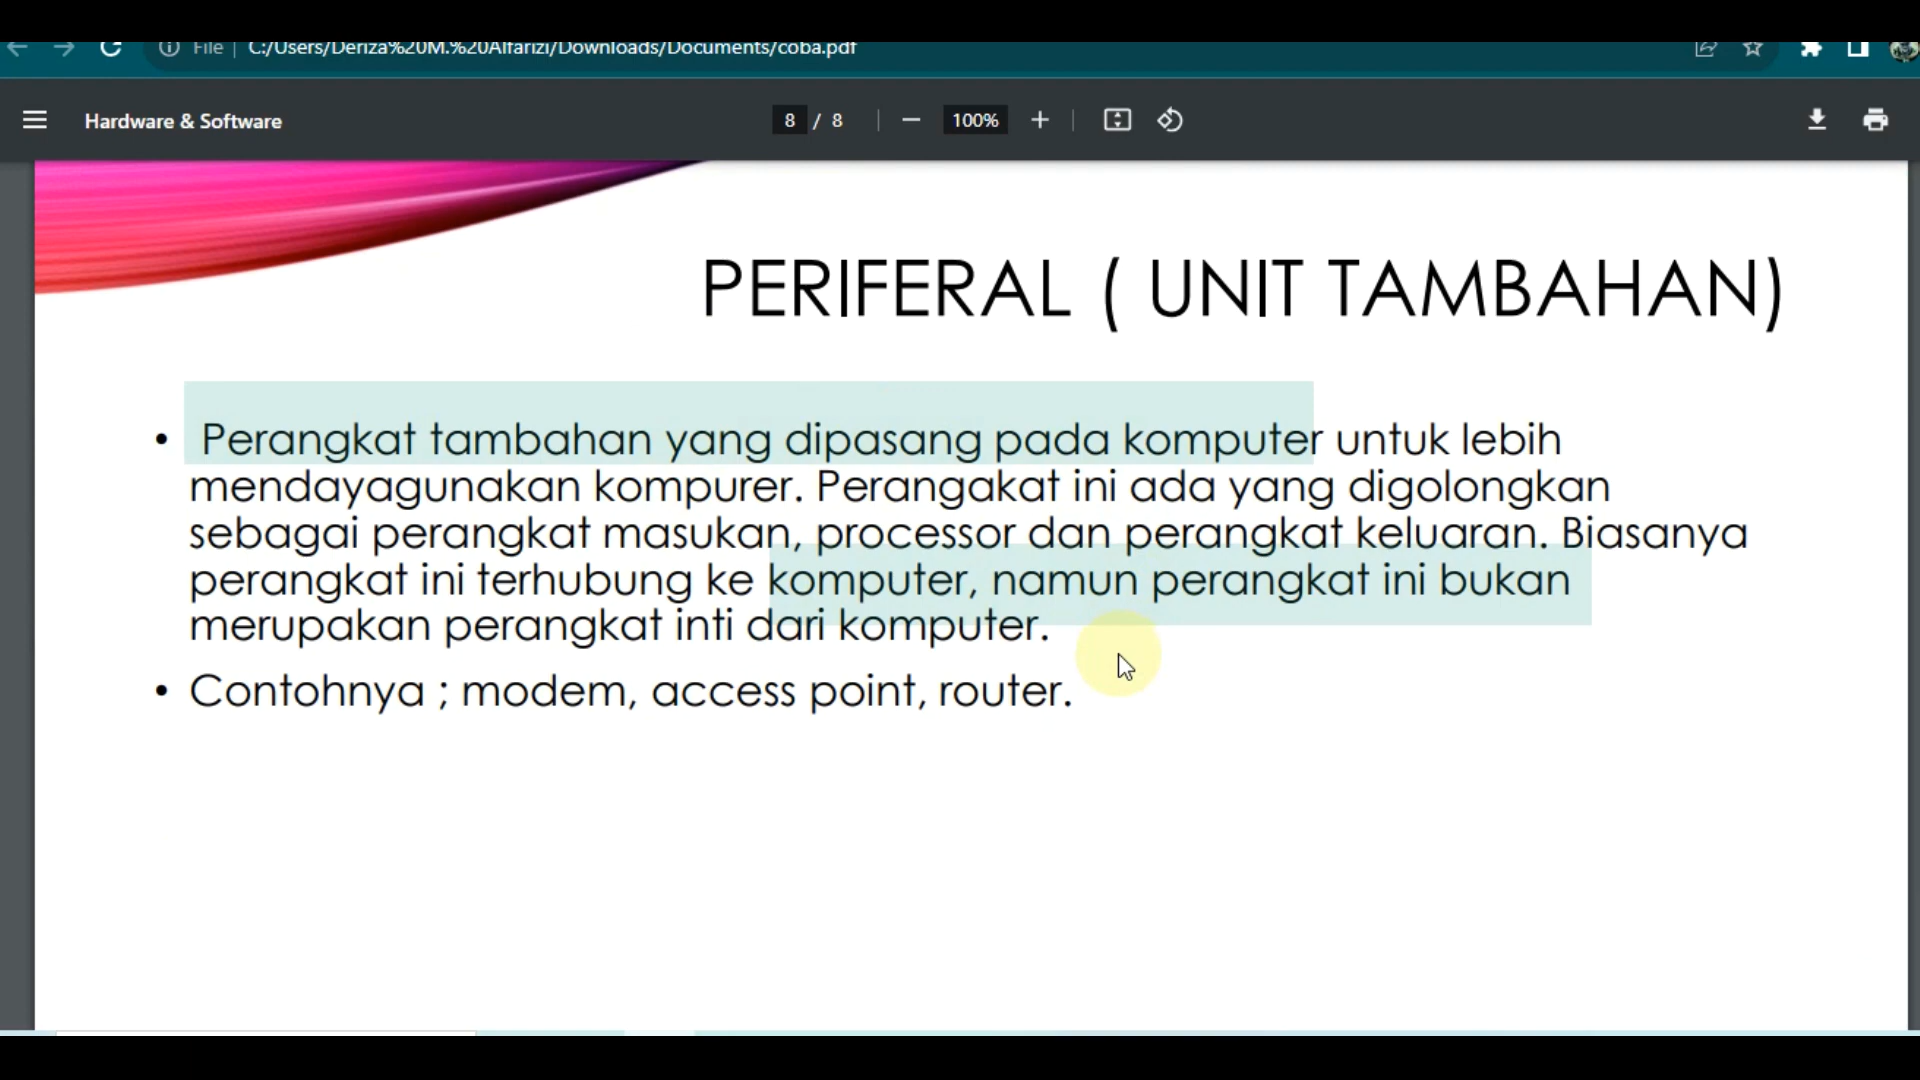 File C:/Users/Deriza%20M.%20Alfarizi/Downloads/Documents/coba.pdf
Hardware & Software 8 / 8 100%
PERIFERAL ( UNIT TAMBAHAN)
• Perangkat tambahan yang dipasang pada komputer untuk lebih
mendayagunakan kompurer. Perangakat ini ada yang digolongkan
sebagai perangkat masukan, processor dan perangkat keluaran. Biasanya
perangkat ini terhubung ke komputer, namun perangkat ini bukan
merupakan perangkat inti dari komputer.
• Contohnya ; modem, access point, router.